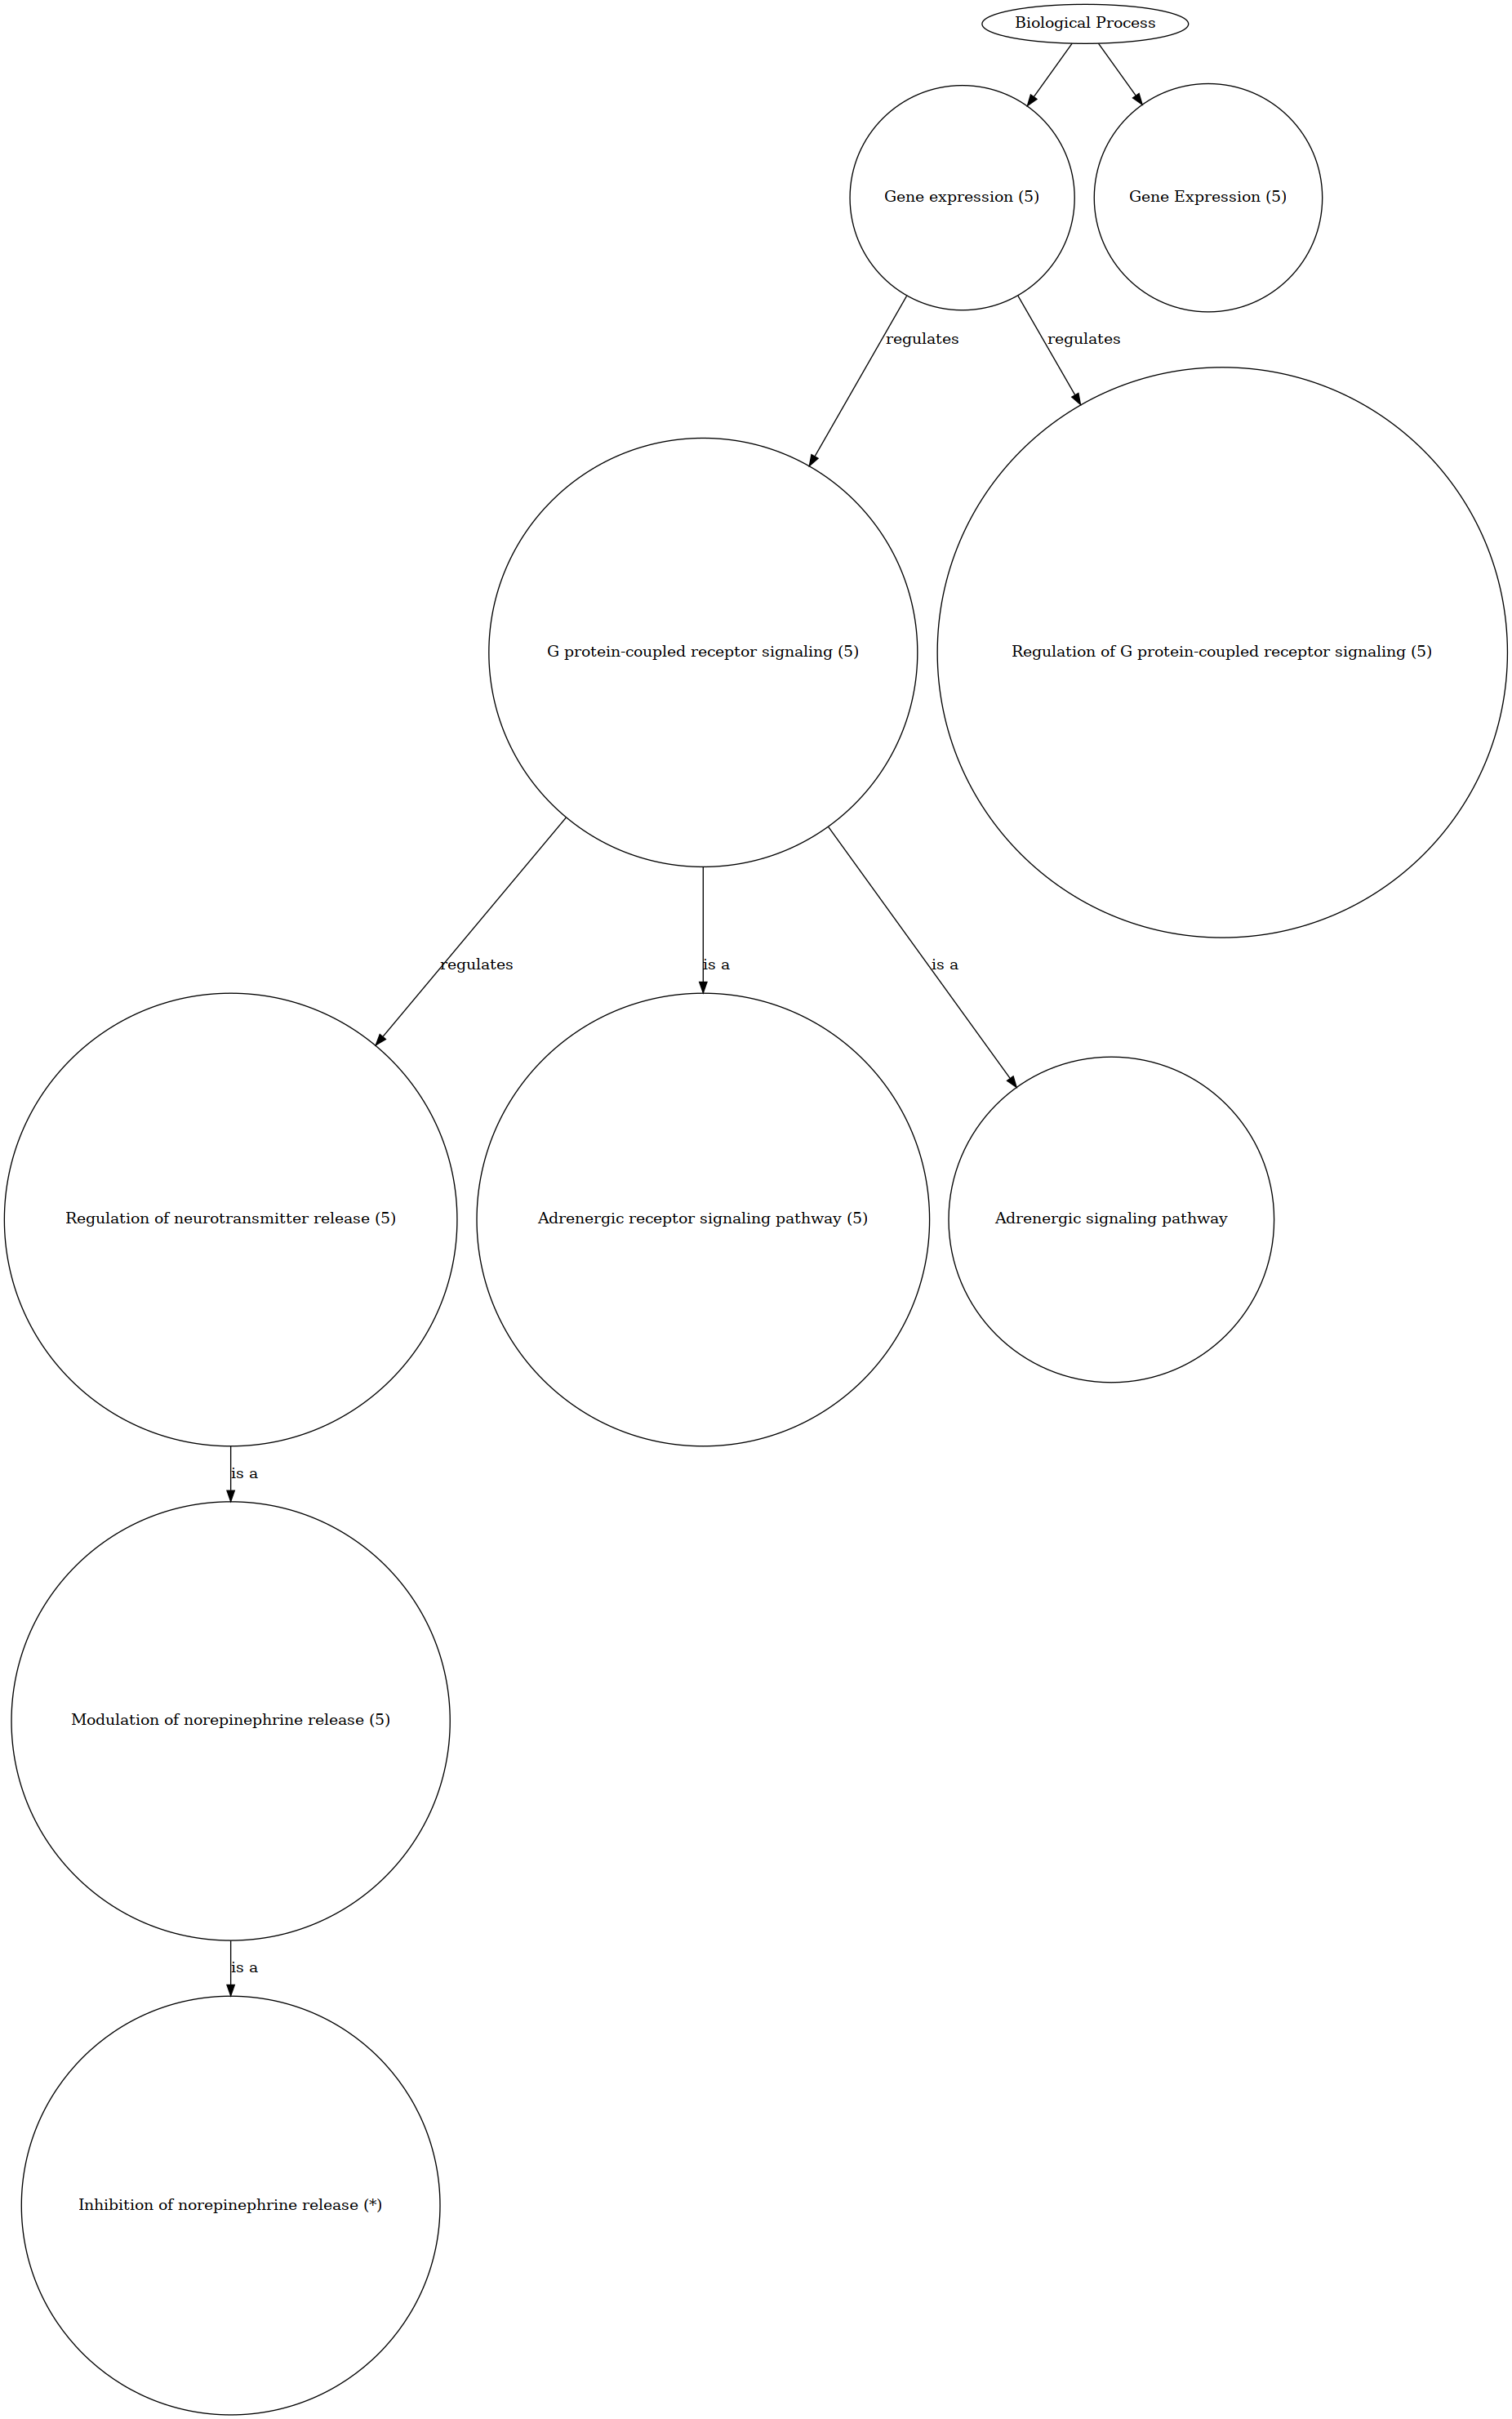 Biological Process
Gene expression (5)
Gene Expression (5)
regulates
regulates
G protein-coupled receptor signaling (5)
Regulation of G protein-coupled receptor signaling (5)
regulates
is a
is a
Regulation of neurotransmitter release (5)
Adrenergic receptor signaling pathway (5)
Adrenergic signaling pathway
is a
Modulation of norepinephrine release (5)
is a
Inhibition of norepinephrine release (*)